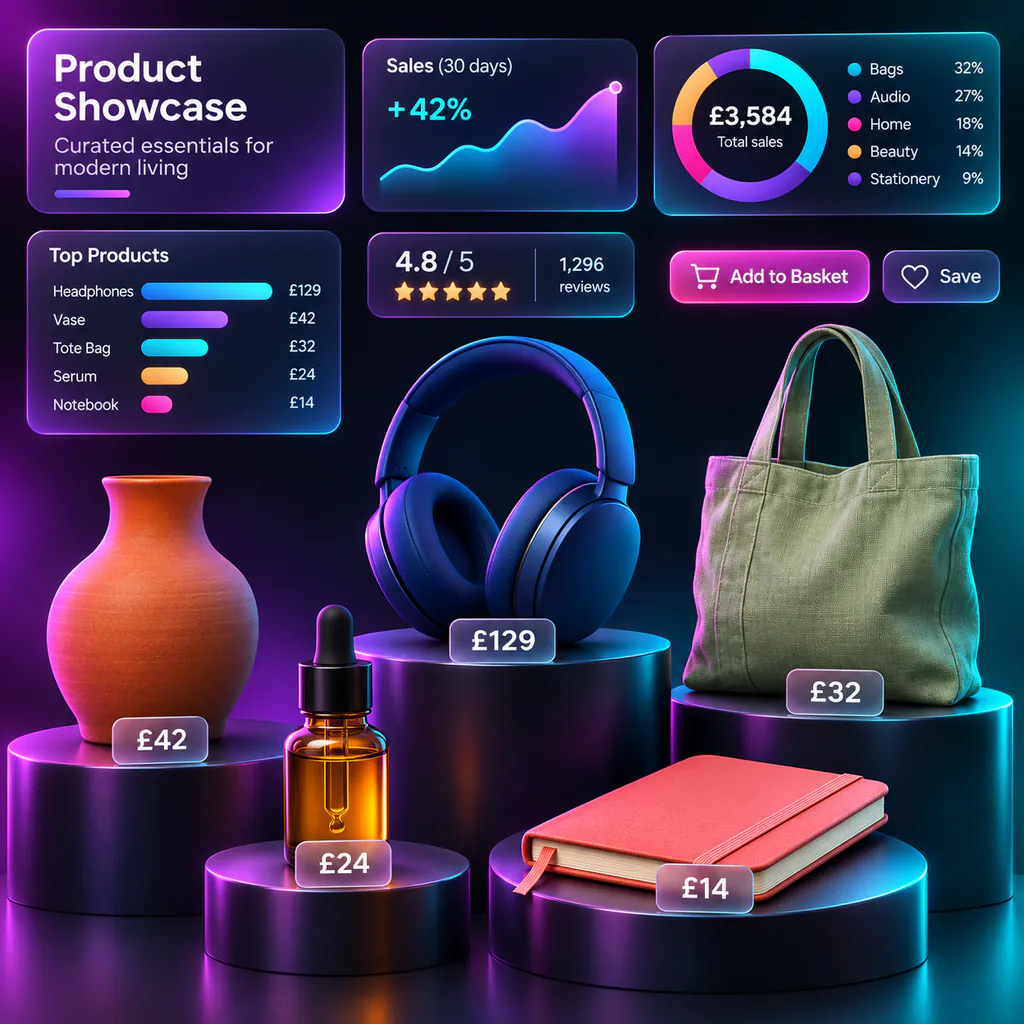 Product
Showcase
Curated essentials for
modern living
Sales (30 days)
+42%
£3,584
Total sales
Bags 32%
Audio 27%
Home 18%
Beauty 14%
Stationery 9%
Top Products
Headphones £129
Vase £42
Tote Bag £32
Serum £24
Notebook £14
4.8 / 5
1,296
reviews
Add to Basket
Save
£129
£32
£42
£24
£14